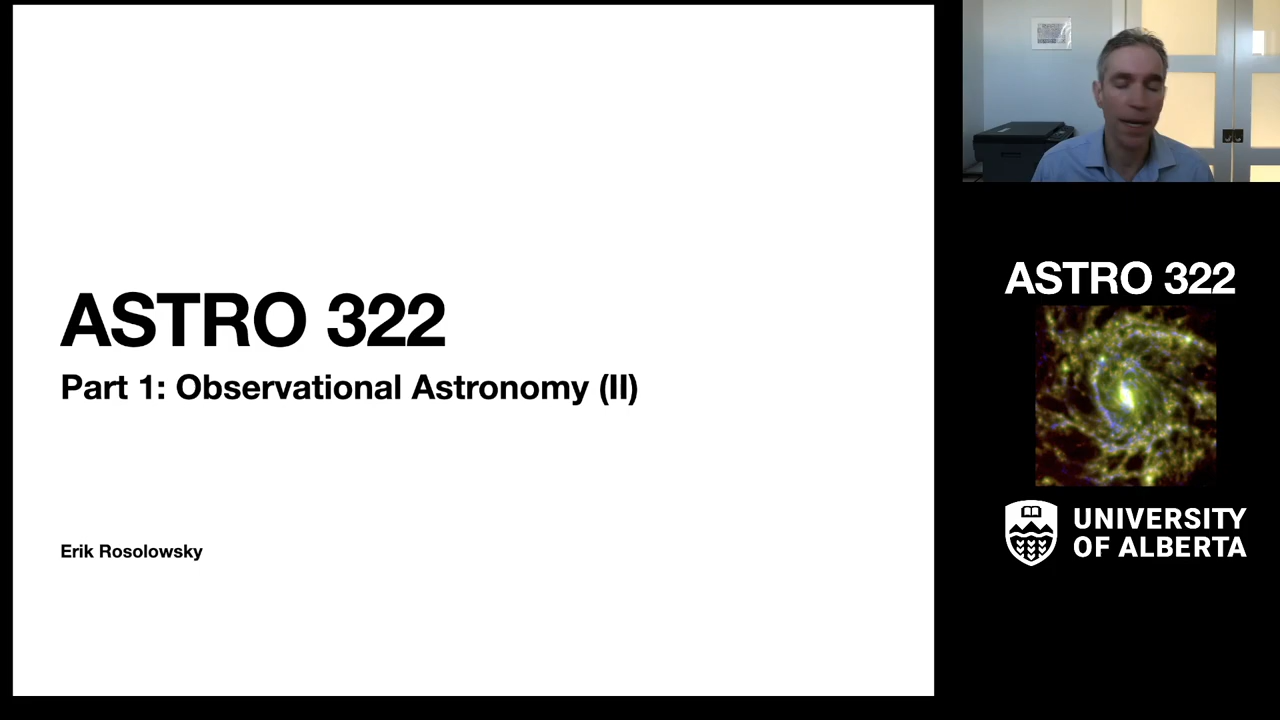 ASTRO 322
Part 1: Observational Astronomy (II)
Erik Rosolowsky
ASTRO 322
UNIVERSITY
OF ALBERTA